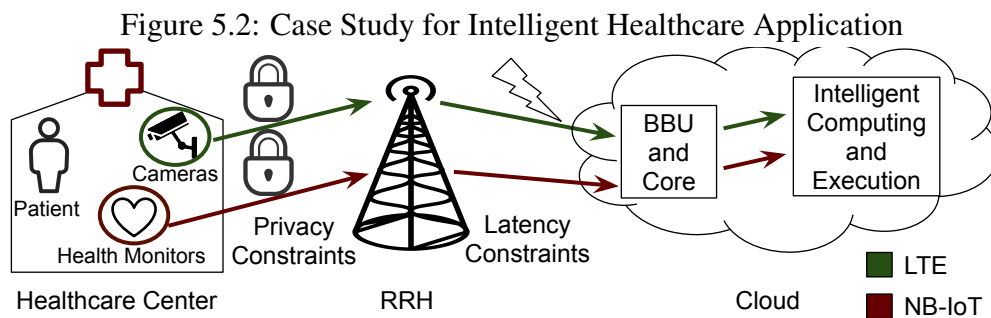 Figure 5.2: Case Study for Intelligent Healthcare Application
Patient
Cameras
Health Monitors
Healthcare Center
Privacy
Constraints
RRH
Latency
Constraints
BBU
and
Core
Intelligent
Computing
and
Execution
Cloud
LTE
NB-IoT